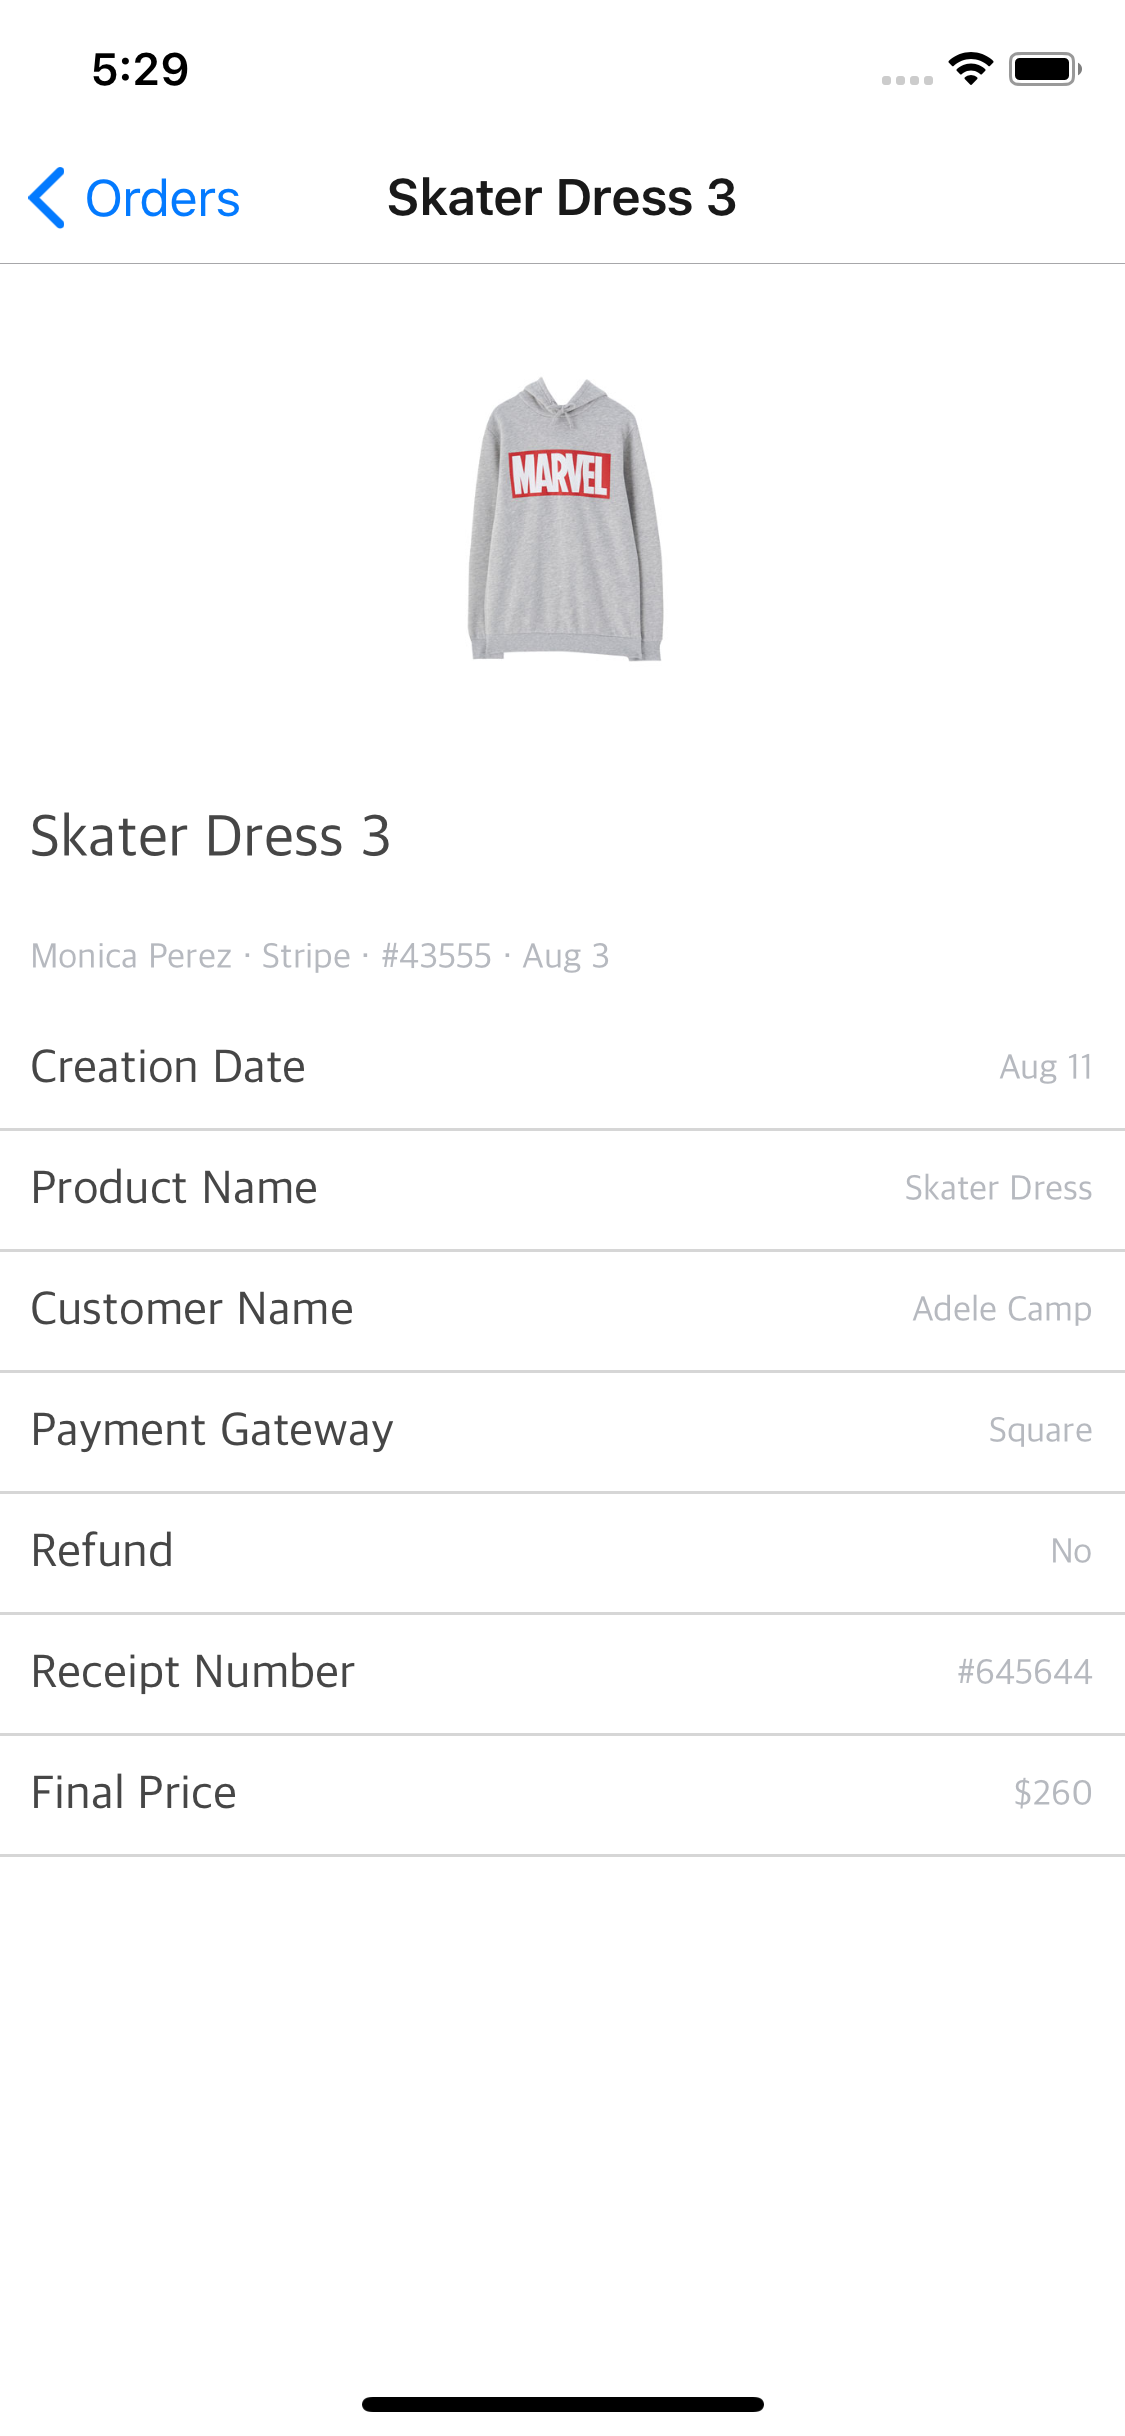 5:29
Orders
Skater Dress 3
MARVEL
Skater Dress 3
Monica Perez · Stripe · #43555 · Aug 3
Creation Date Aug 11
Product Name Skater Dress
Customer Name Adele Camp
Payment Gateway Square
Refund No
Receipt Number #645644
Final Price $260